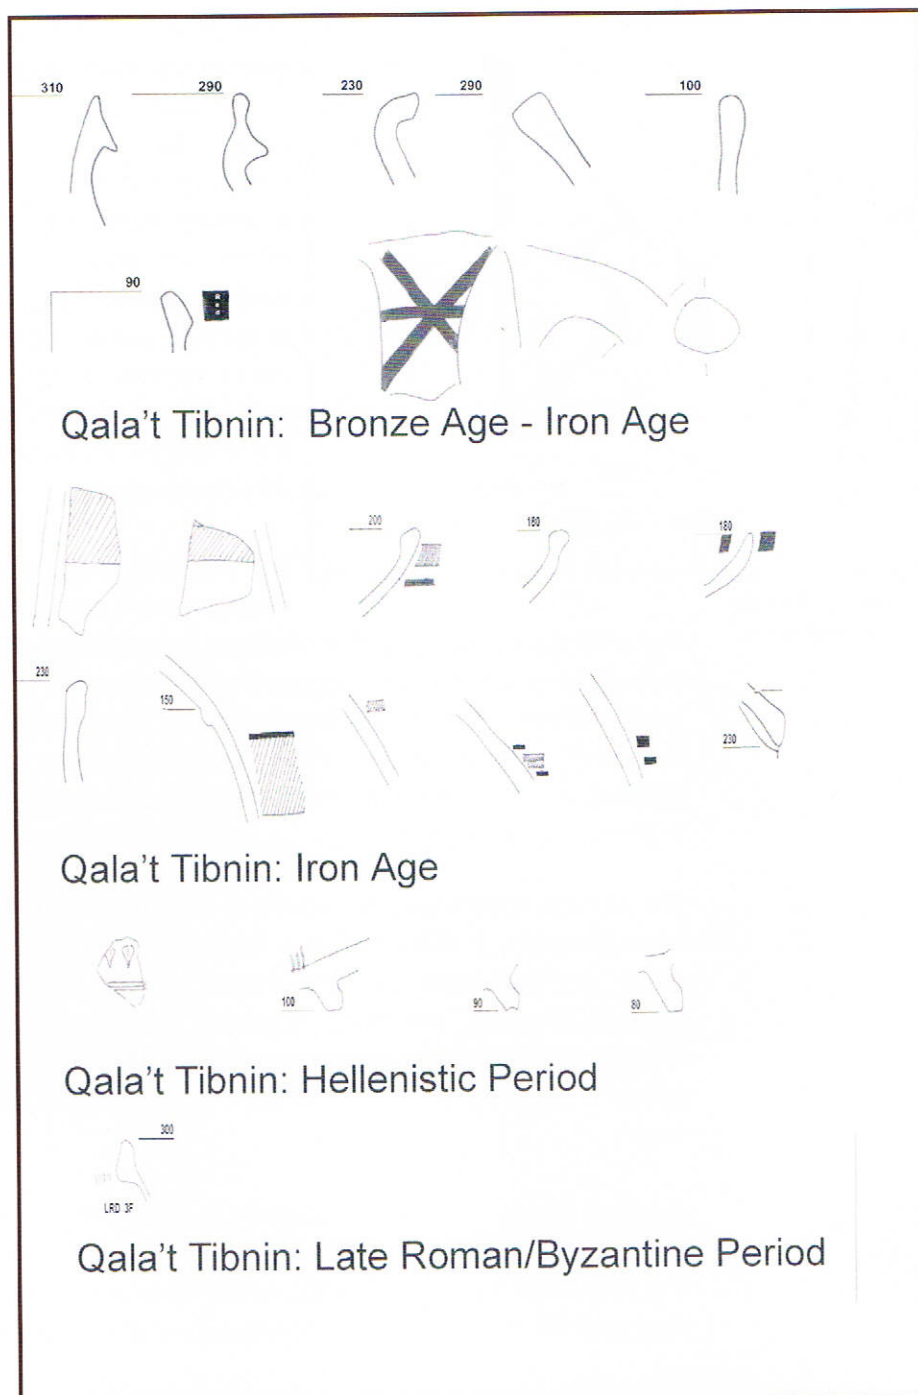 310 290 230 290 100
90
Qala't Tibnin: Bronze Age - Iron Age
200 180 180
230 150 230
Qala't Tibnin: Iron Age
100 90 80
Qala't Tibnin: Hellenistic Period
300
LRD 3F
Qala't Tibnin: Late Roman/Byzantine Period